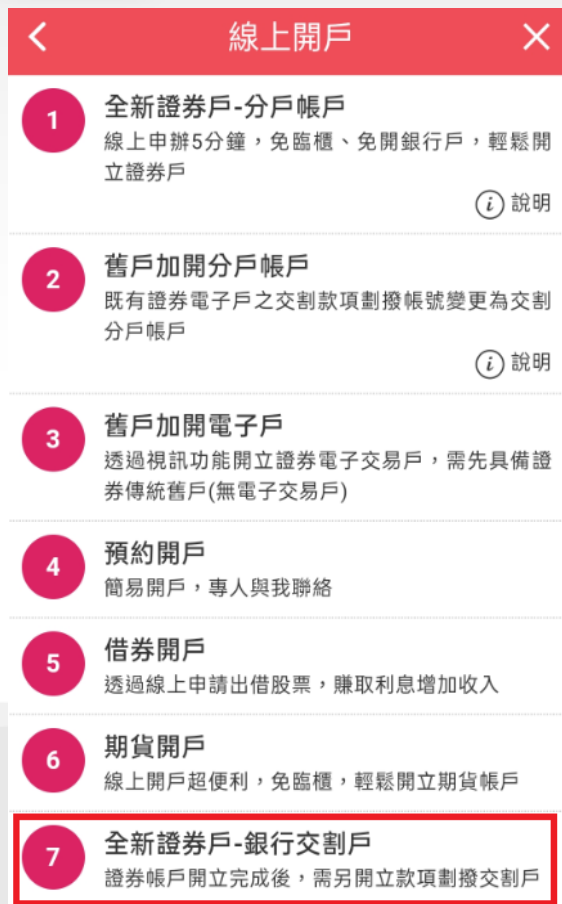 線上開戶
1
全新證券戶-分戶帳戶
線上申辦5分鐘，免臨櫃、免開銀行戶，輕鬆開
立證券戶
i 說明
2
舊戶加開分戶帳戶
既有證券電子戶之交割款項劃撥帳號變更為交割
分戶帳戶
i 說明
3
舊戶加開電子戶
透過視訊功能開立證券電子交易戶，需先具備證
券傳統舊戶(無電子交易戶)
4
預約開戶
簡易開戶，專人與我聯絡
5
借券開戶
透過線上申請出借股票，賺取利息增加收入
6
期貨開戶
線上開戶超便利，免臨櫃，輕鬆開立期貨帳戶
7
全新證券戶-銀行交割戶
證券帳戶開立完成後，需另開立款項劃撥交割戶